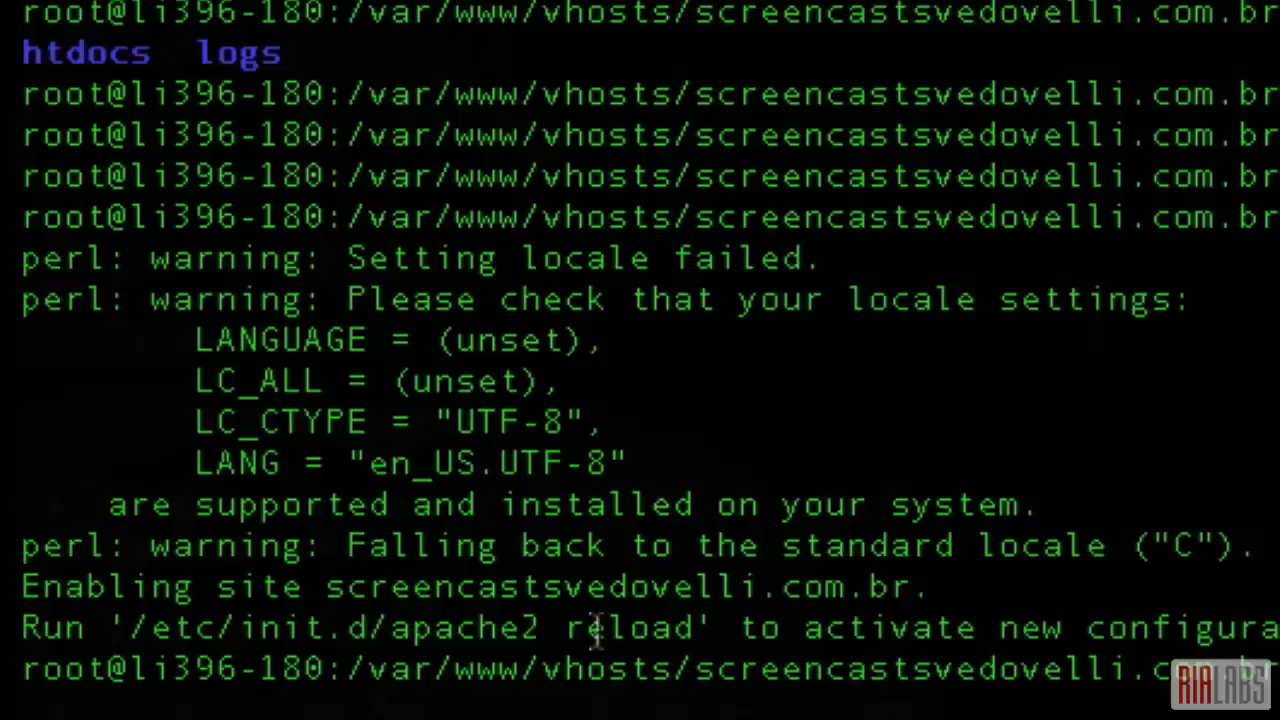 root@li396-180:/var/www/vhosts/screencastsvedovelli.com.br
htdocs  logs
root@li396-180:/var/www/vhosts/screencastsvedovelli.com.br
root@li396-180:/var/www/vhosts/screencastsvedovelli.com.br
root@li396-180:/var/www/vhosts/screencastsvedovelli.com.br
root@li396-180:/var/www/vhosts/screencastsvedovelli.com.br
perl: warning: Setting locale failed.
perl: warning: Please check that your locale settings:
        LANGUAGE = (unset),
        LC_ALL = (unset),
        LC_CTYPE = "UTF-8",
        LANG = "en_US.UTF-8"
    are supported and installed on your system.
perl: warning: Falling back to the standard locale ("C").
Enabling site screencastsvedovelli.com.br.
Run '/etc/init.d/apache2 reload' to activate new configura
root@li396-180:/var/www/vhosts/screencastsvedovelli.com.br
RIALABS